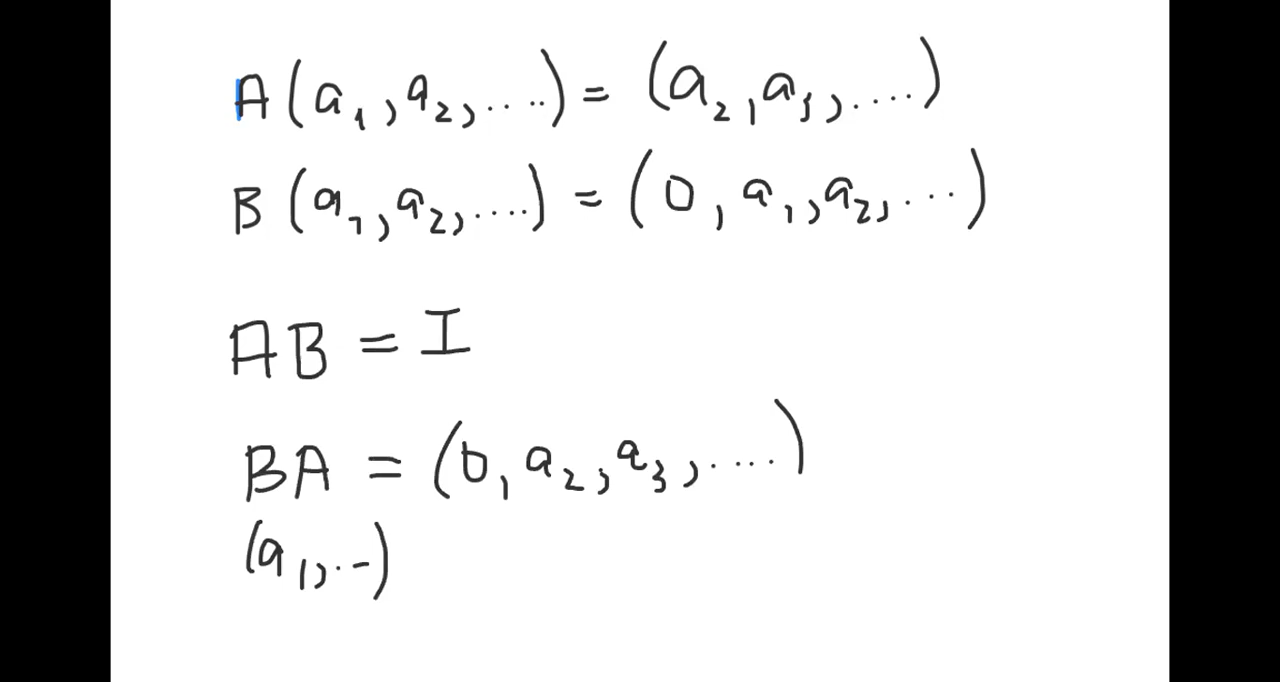 A(a₁,a₂,.....) = (a₂,a₃,....)
B(a₁,a₂,....) = (0,a₁,a₂,...)
AB = I
BA = (0,a₂,a₃,....)
(a₁,..-)